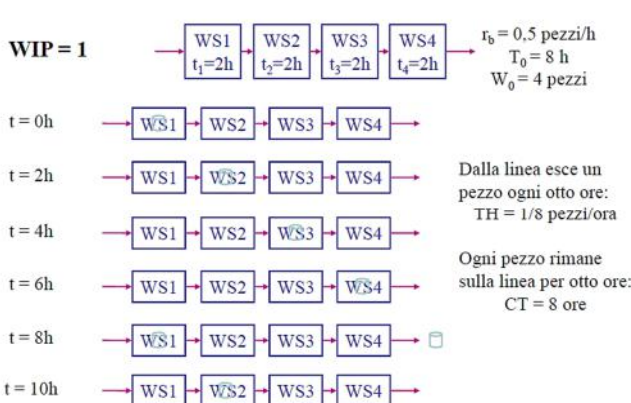 WIP = 1
WS1 WS2 WS3 WS4
t₁=2h t₂=2h t₃=2h t₄=2h
r_b = 0,5 pezzi/h
T₀ = 8 h
W₀ = 4 pezzi
t = 0h WS1 WS2 WS3 WS4
t = 2h WS1 WS2 WS3 WS4
t = 4h WS1 WS2 WS3 WS4
t = 6h WS1 WS2 WS3 WS4
t = 8h WS1 WS2 WS3 WS4
t = 10h WS1 WS2 WS3 WS4
Dalla linea esce un
pezzo ogni otto ore:
TH = 1/8 pezzi/ora
Ogni pezzo rimane
sulla linea per otto ore:
CT = 8 ore